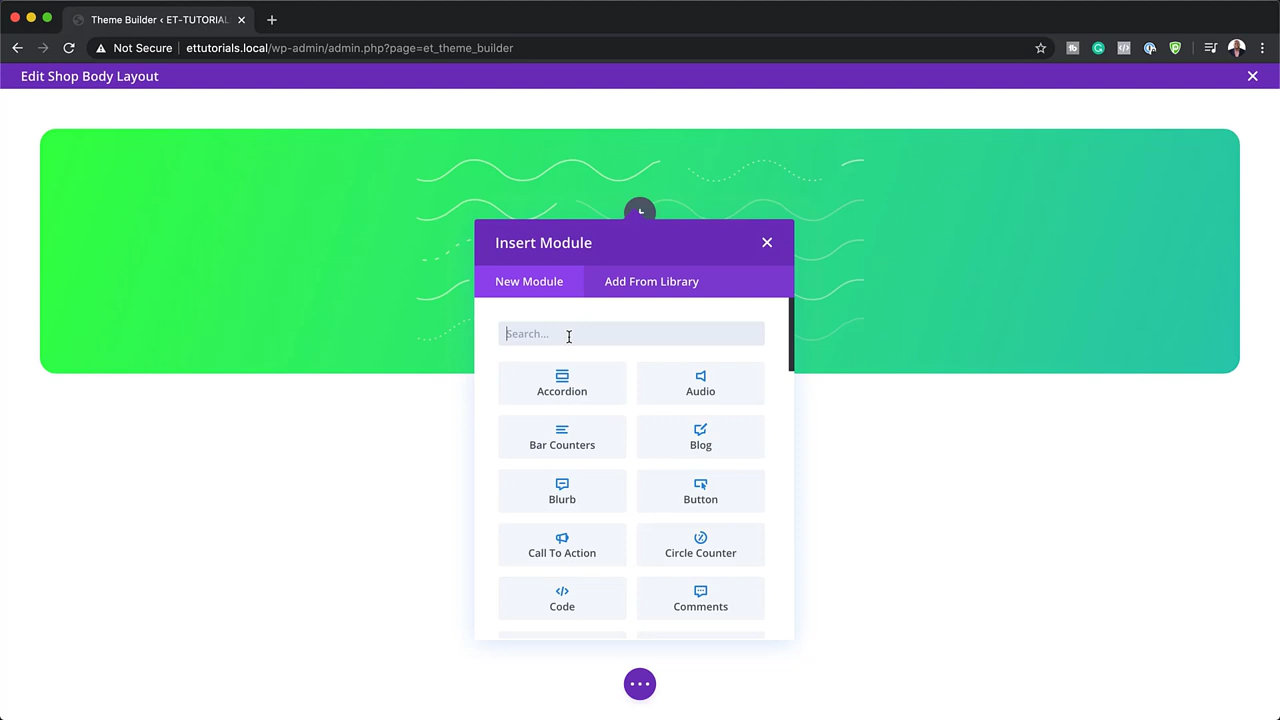 Theme Builder ‹ ET-TUTORIAL
Not Secure
ettutorials.local/wp-admin/admin.php?page=et_theme_builder
Edit Shop Body Layout
Insert Module
New Module
Add From Library
Search...
Accordion
Audio
Bar Counters
Blog
Blurb
Button
Call To Action
Circle Counter
Code
Comments